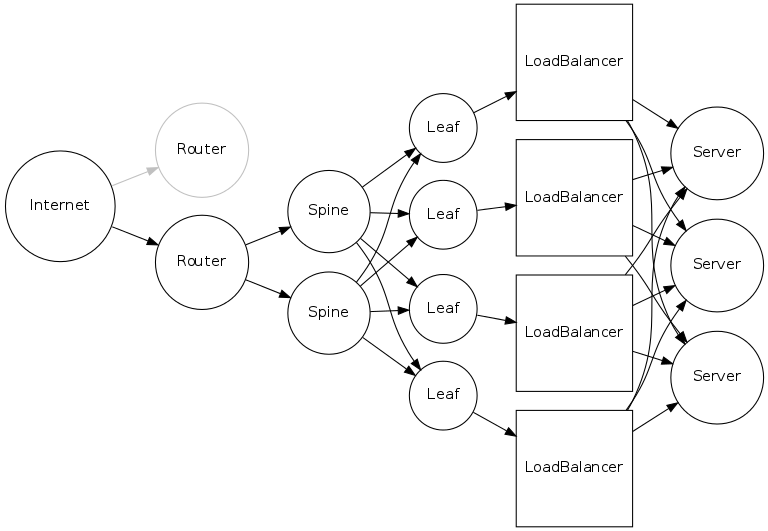 Internet
Router
Router
Spine
Spine
Leaf
Leaf
Leaf
Leaf
LoadBalancer
LoadBalancer
LoadBalancer
LoadBalancer
Server
Server
Server